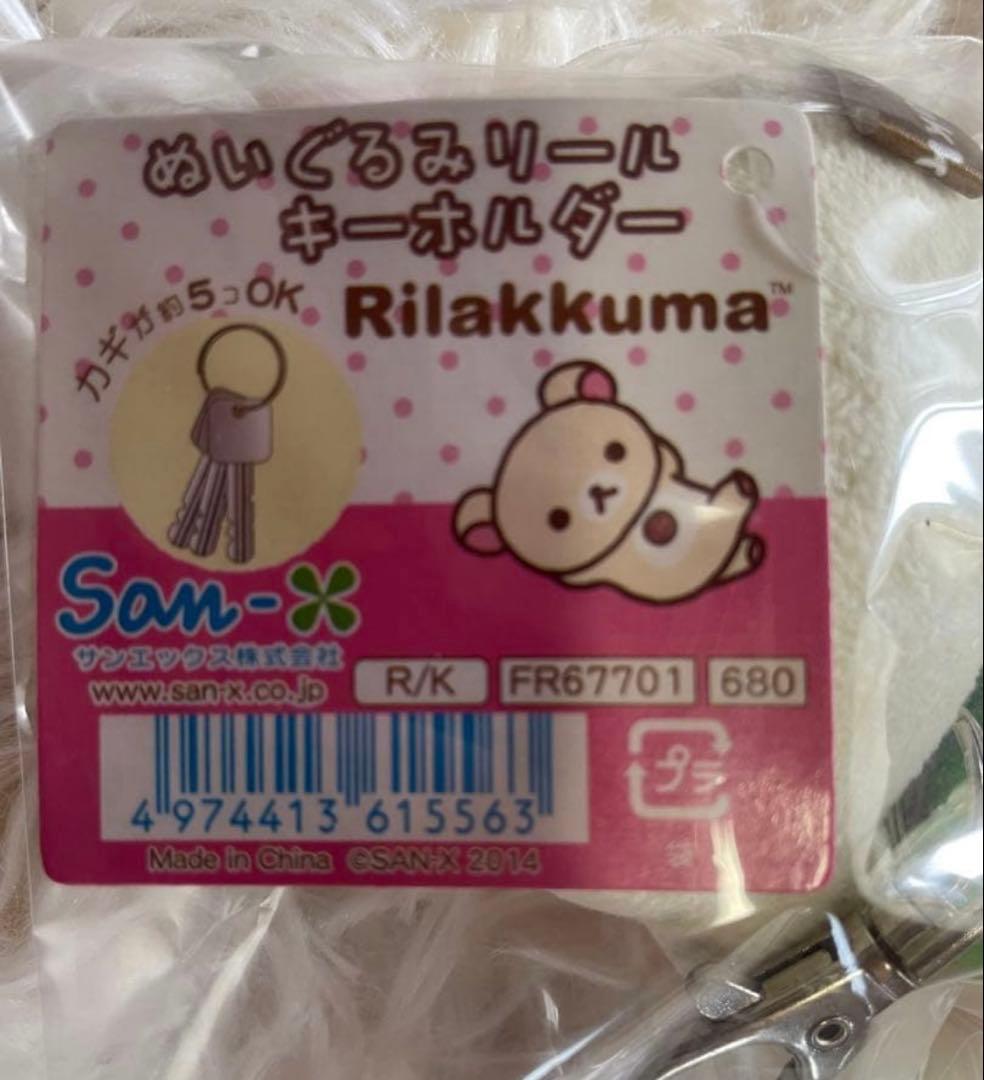 ぬいぐるみリール
キーホルダー
カギが約5コOK
Rilakkuma™
San-X
サンエックス株式会社
www.san-x.co.jp
R/K
FR67701
680
4 974413 615563
プラ
袋
Made in China ©SAN-X 2014